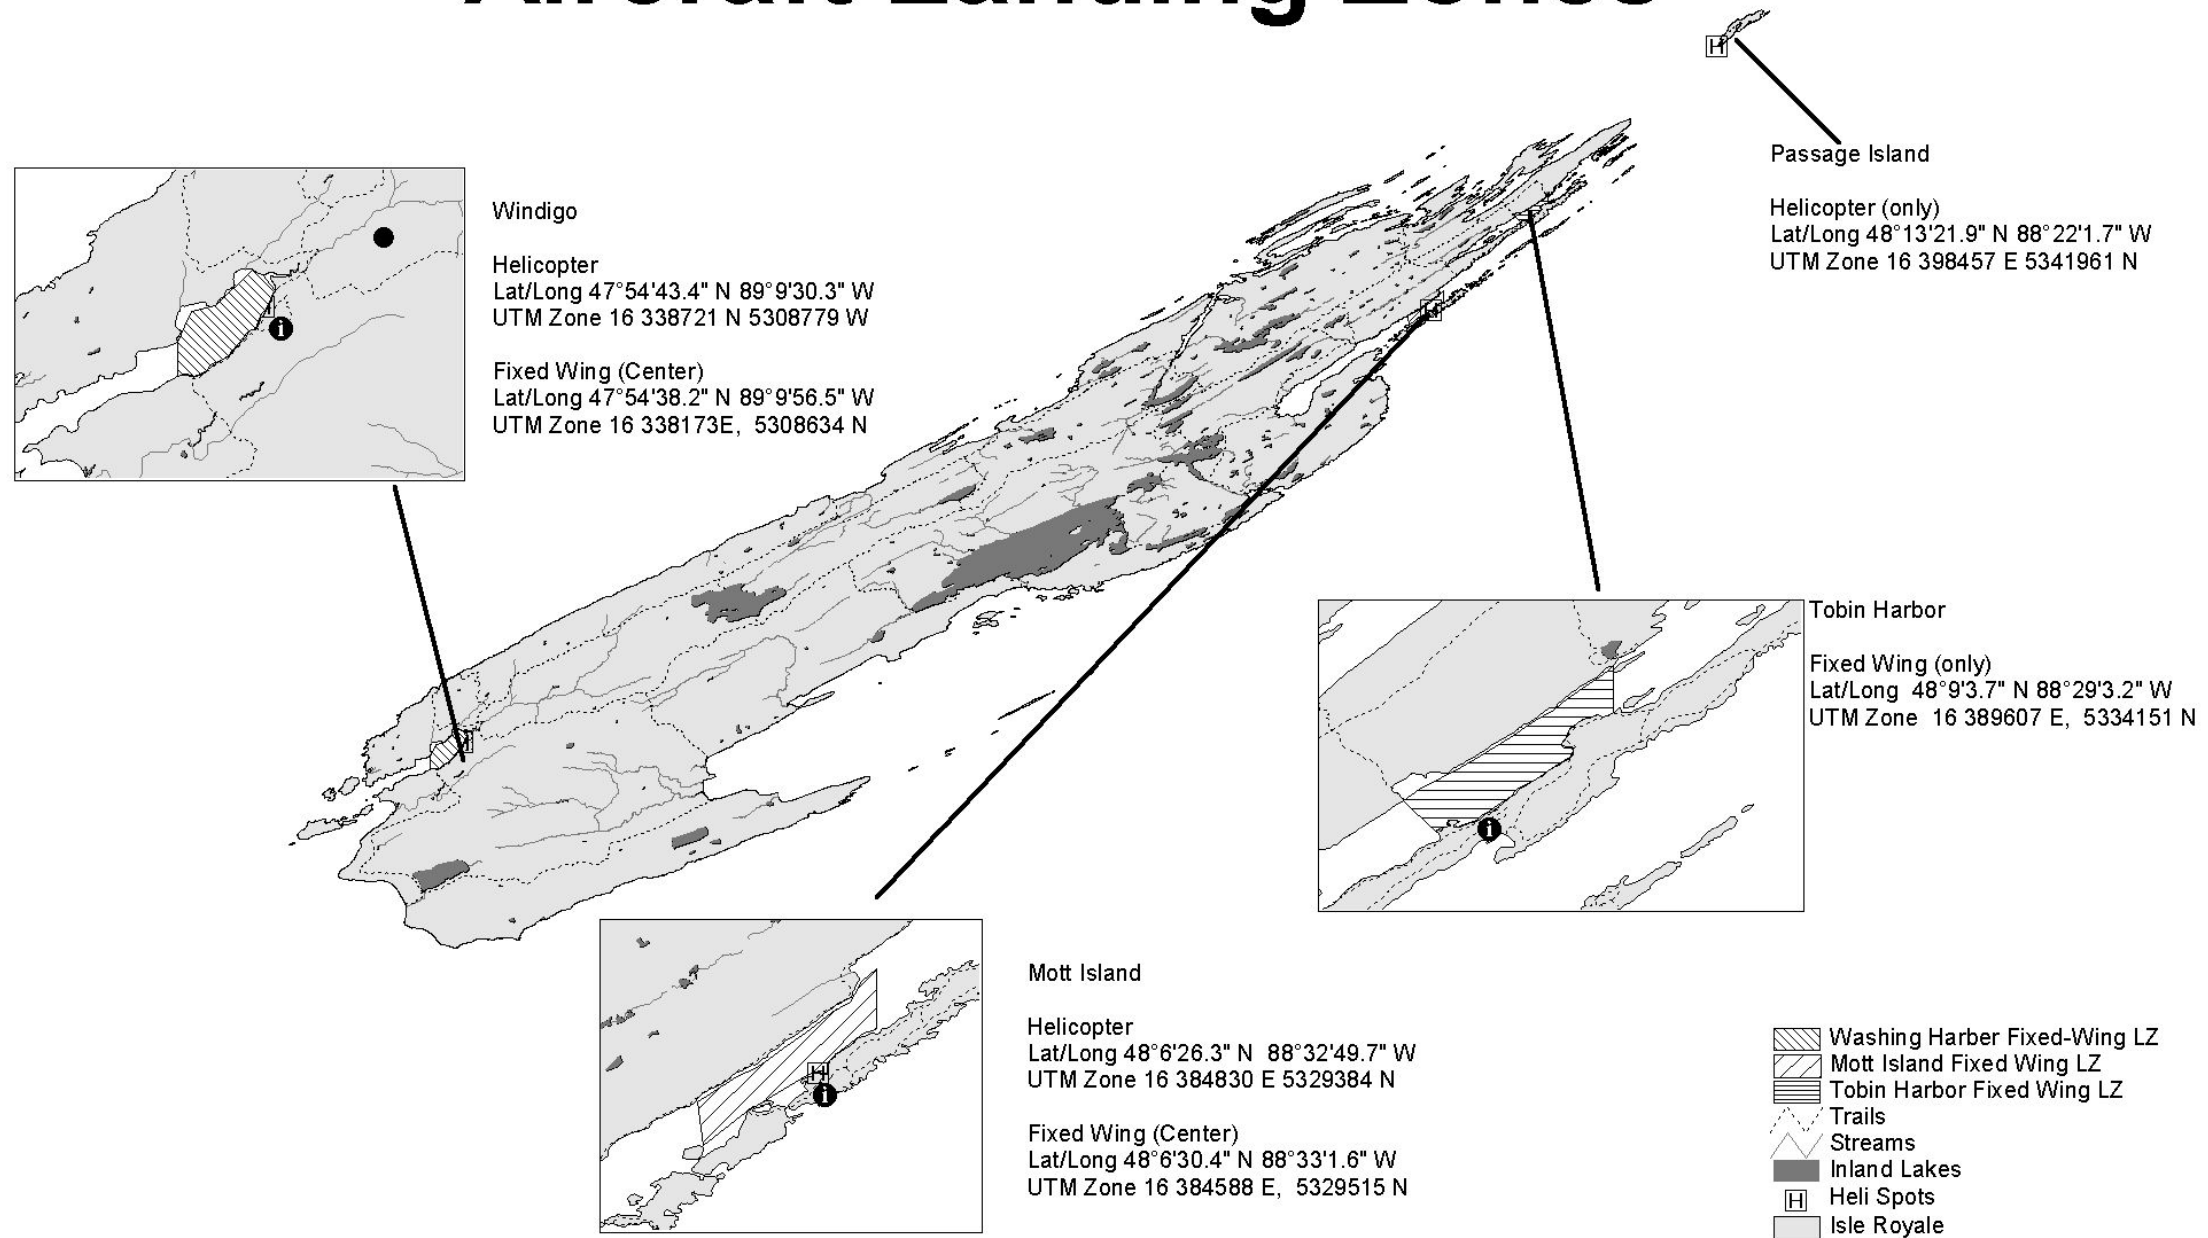 Aircraft Landing Zones
H
Passage Island
Helicopter (only)
Lat/Long 48°13'21.9" N 88°22'1.7" W
UTM Zone 16 398457 E 5341961 N
Windigo
Helicopter
Lat/Long 47°54'43.4" N 89°9'30.3" W
UTM Zone 16 338721 N 5308779 W
Fixed Wing (Center)
Lat/Long 47°54'38.2" N 89°9'56.5" W
UTM Zone 16 338173E, 5308634 N
i
H
H
Tobin Harbor
Fixed Wing (only)
Lat/Long 48°9'3.7" N 88°29'3.2" W
UTM Zone 16 389607 E, 5334151 N
i
Mott Island
Helicopter
Lat/Long 48°6'26.3" N 88°32'49.7" W
UTM Zone 16 384830 E 5329384 N
Fixed Wing (Center)
Lat/Long 48°6'30.4" N 88°33'1.6" W
UTM Zone 16 384588 E, 5329515 N
H
i
Washing Harber Fixed-Wing LZ
Mott Island Fixed Wing LZ
Tobin Harbor Fixed Wing LZ
Trails
Streams
Inland Lakes
H Heli Spots
Isle Royale